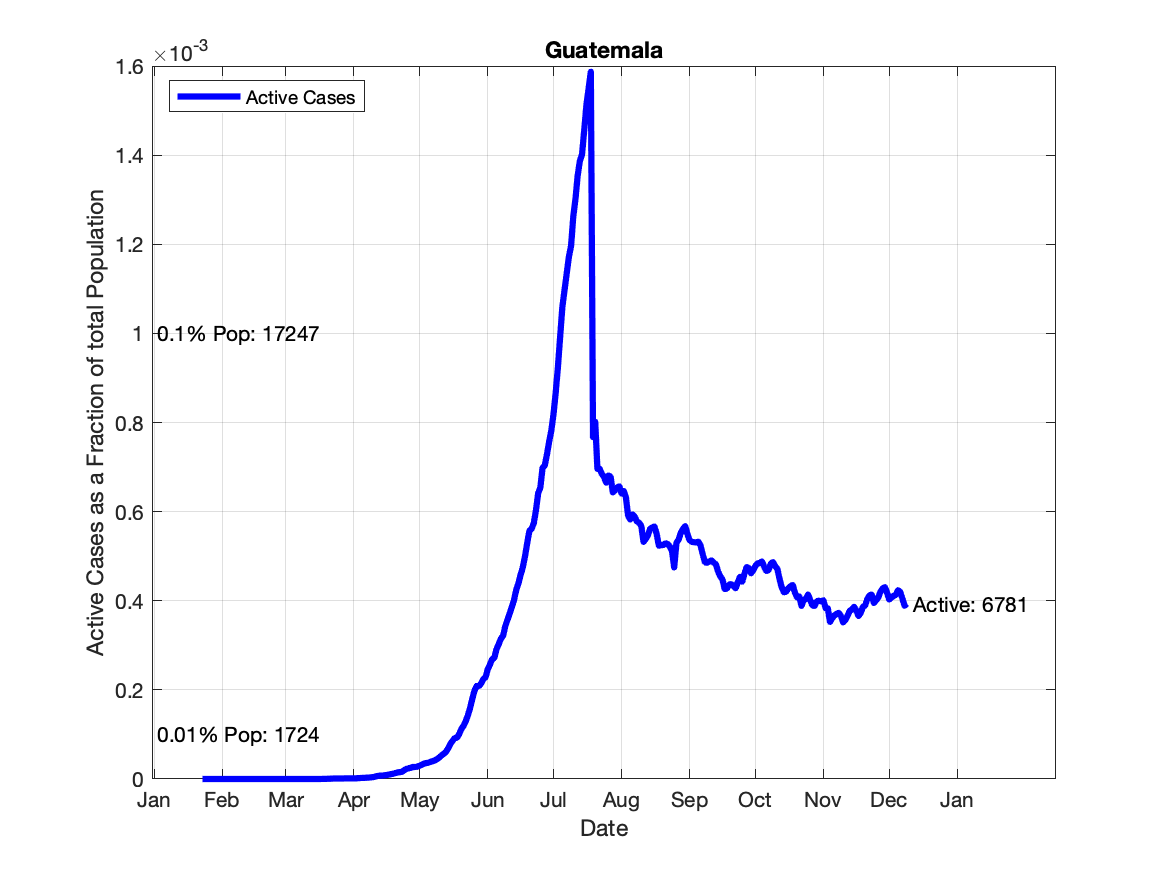 Guatemala
×10-3
1.6
1.4
1.2
1
0.8
0.6
0.4
0.2
0
Active Cases
0.1% Pop: 17247
0.01% Pop: 1724
Active: 6781
Active Cases as a Fraction of total Population
Jan Feb Mar Apr May Jun Jul Aug Sep Oct Nov Dec Jan
Date